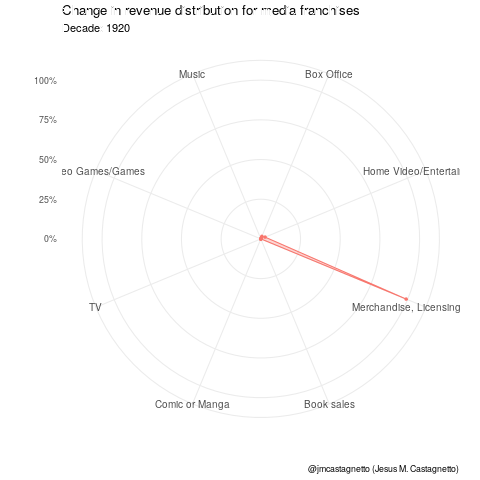 Change in revenue distribution for media franchises
Decade: 1920
Music
Box Office
100%
75%
eo Games/Games
Home Video/Entertai
50%
25%
0%
TV
Merchandise, Licensing
Comic or Manga
Book sales
@jmcastagnetto (Jesus M. Castagnetto)